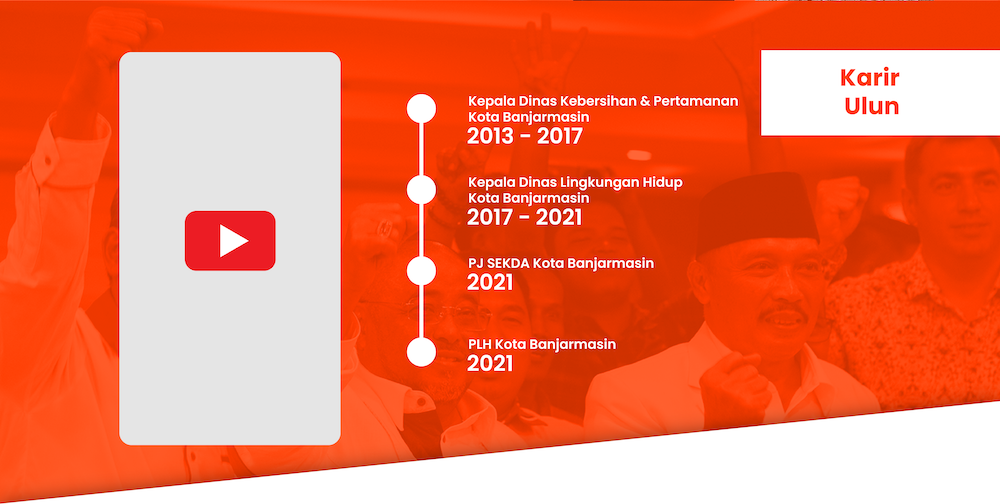 Karir
Ulun
Kepala Dinas Kebersihan & Pertamanan
Kota Banjarmasin
2013 - 2017
Kepala Dinas Lingkungan Hidup
Kota Banjarmasin
2017 - 2021
PJ SEKDA Kota Banjarmasin
2021
PLH Kota Banjarmasin
2021